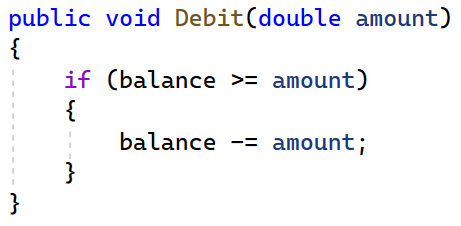 public void Debit(double amount)
{
    if (balance >= amount)
    {
        balance -= amount;
    }
}